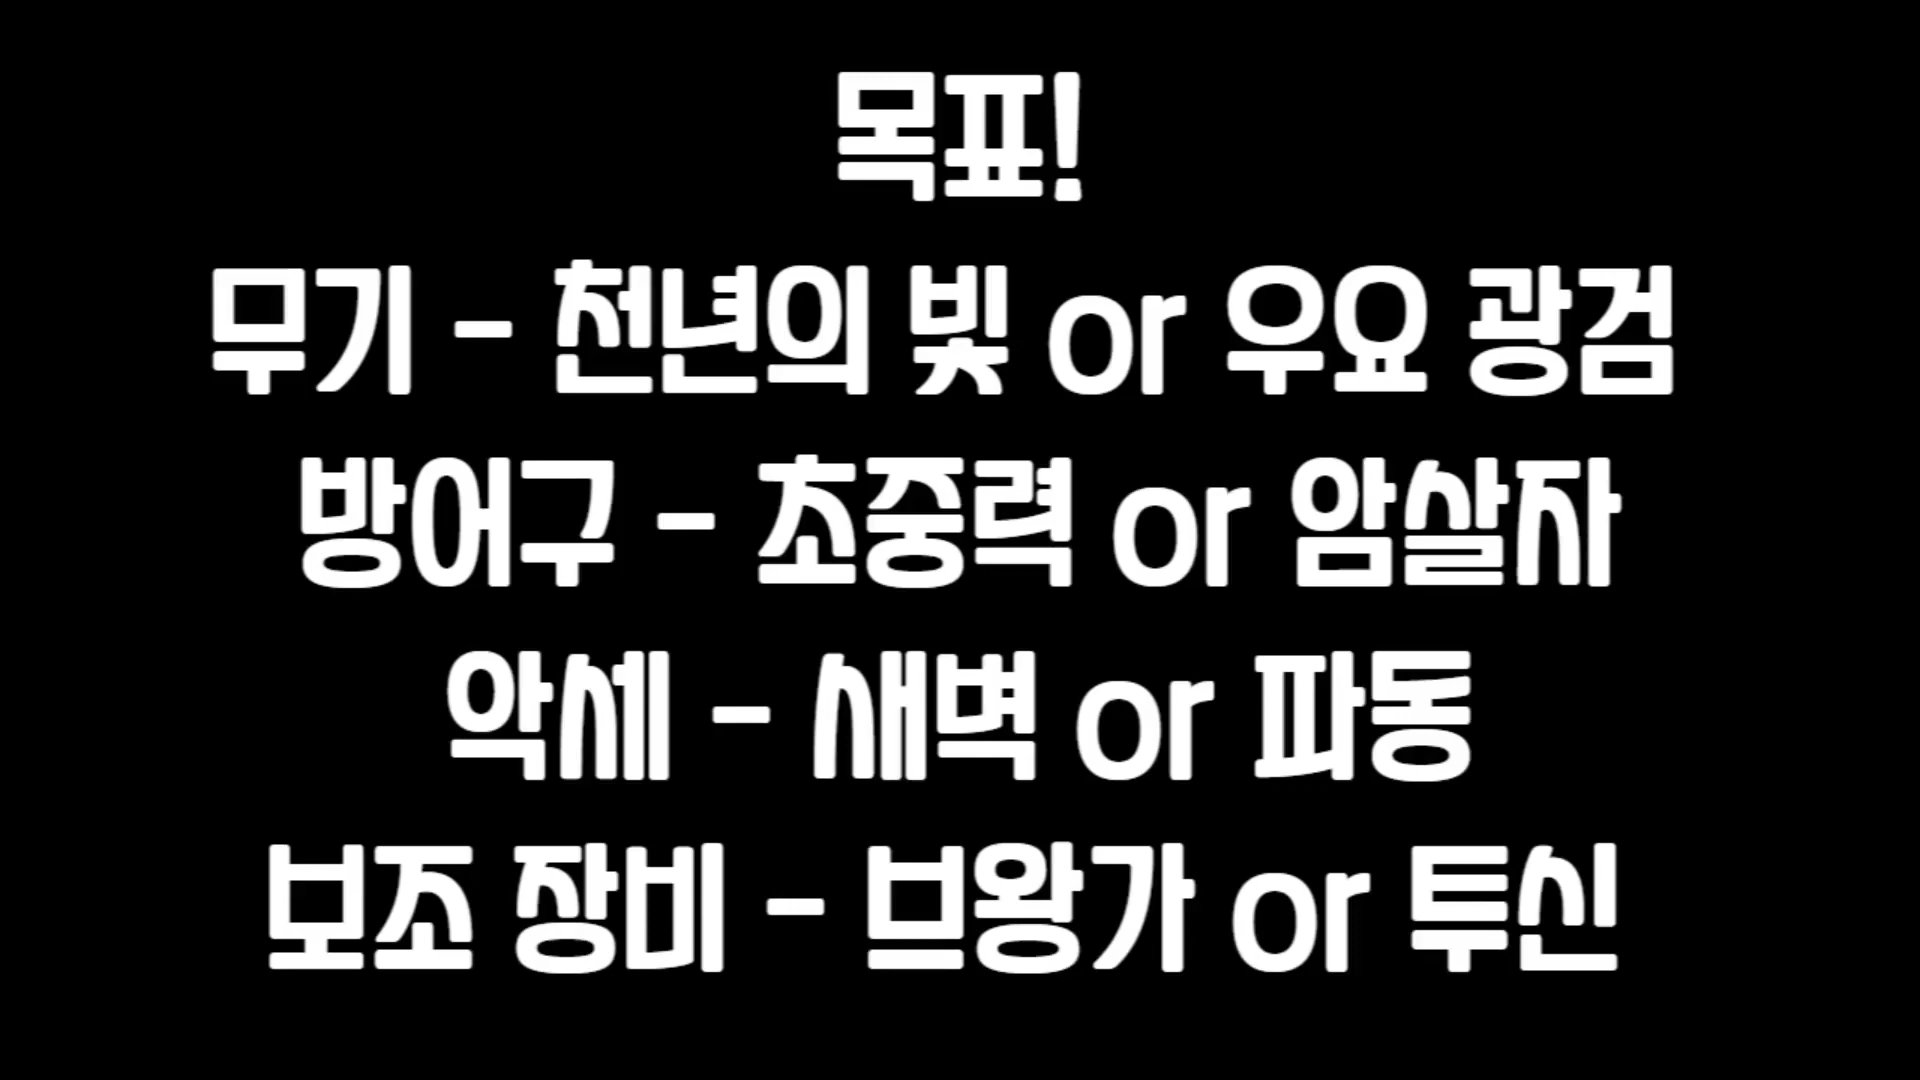 목표!
무기 - 천년의 빛 or 우요 광검
방어구 - 초중력 or 암살자
악세 - 새벽 or 파동
보조 장비 - 브왕가 or 투신